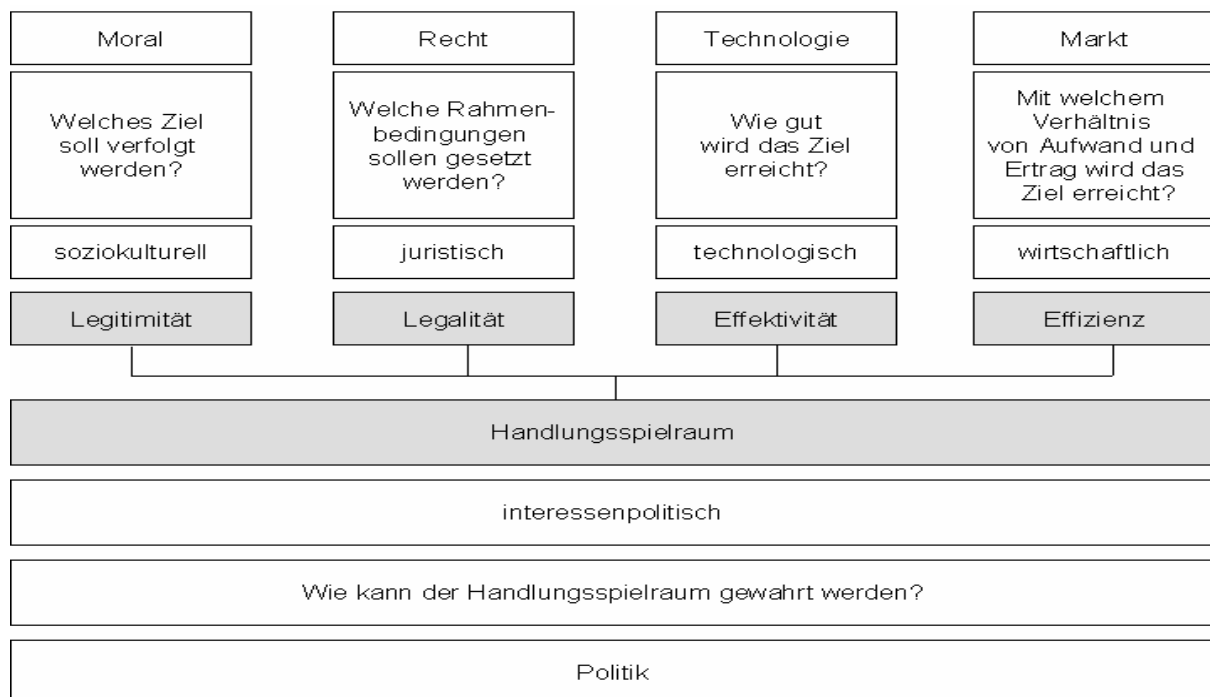 Moral
Recht
Technologie
Markt
Welches Ziel
soll verfolgt
werden?
Welche Rahmen-
bedingungen
sollen gesetzt
werden?
Wie gut
wird das Ziel
erreicht?
Mit welchem
Verhältnis
von Aufwand und
Ertrag wird das
Ziel erreicht?
soziokulturell
juristisch
technologisch
wirtschaftlich
Legitimität
Legalität
Effektivität
Effizienz
Handlungsspielraum
interessenpolitisch
Wie kann der Handlungsspielraum gewahrt werden?
Politik